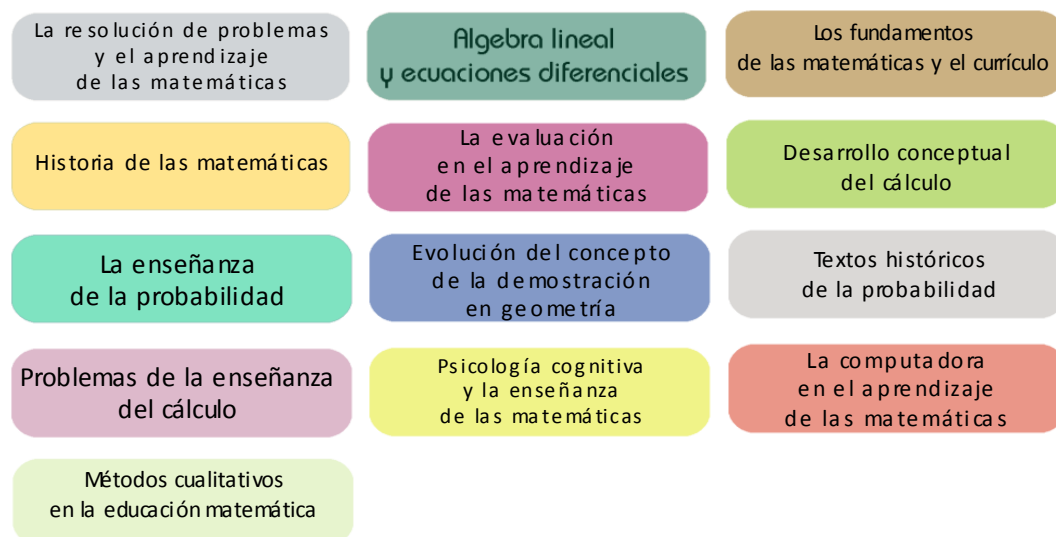 La resolución de problemas
y el aprendizaje
de las matemáticas
Algebra lineal
y ecuaciones diferenciales
Los fundamentos
de las matemáticas y el currículo
Historia de las matemáticas
La evaluación
en el aprendizaje
de las matemáticas
Desarrollo conceptual
del cálculo
La enseñanza
de la probabilidad
Evolución del concepto
de la demostración
en geometría
Textos históricos
de la probabilidad
Problemas de la enseñanza
del cálculo
Psicología cognitiva
y la enseñanza
de las matemáticas
La computadora
en el aprendizaje
de las matemáticas
Métodos cualitativos
en la educación matemática